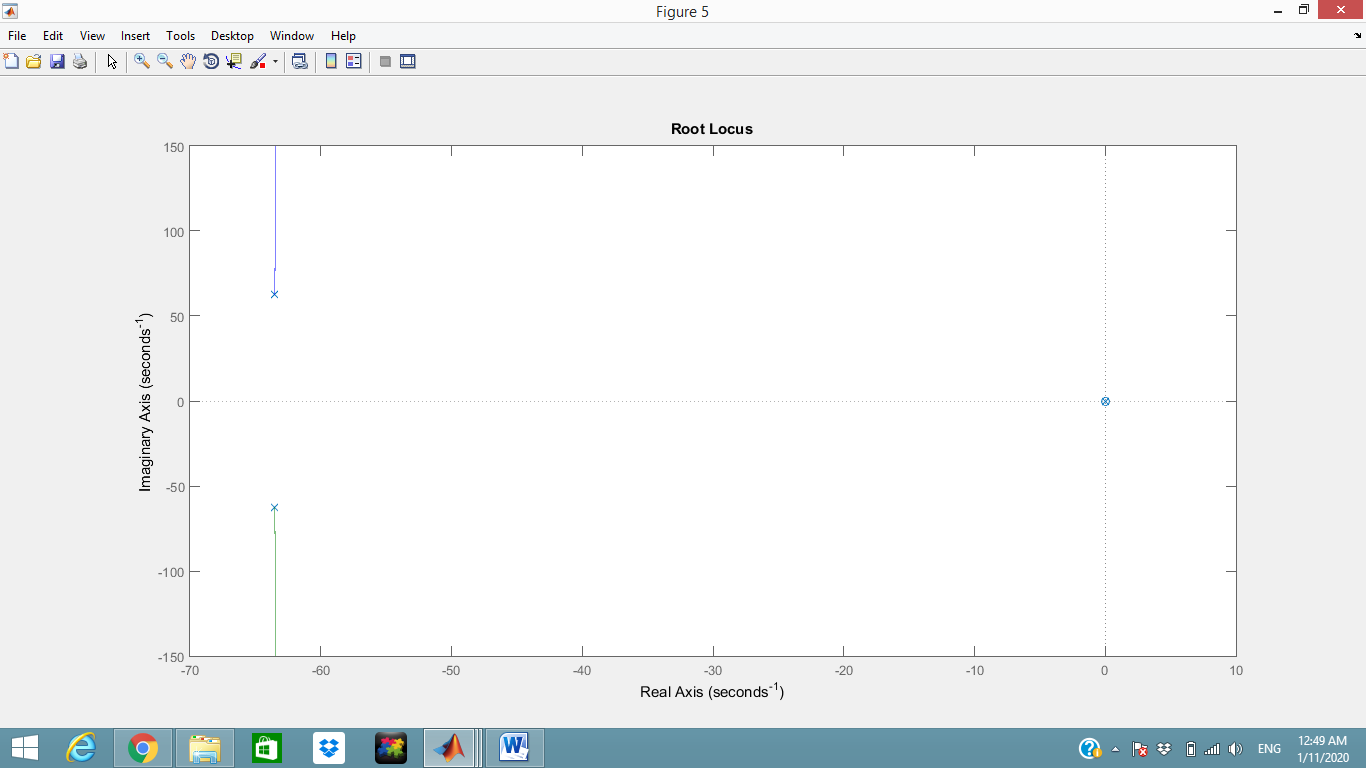 Figure 5
File Edit View Insert Tools Desktop Window Help
Root Locus
150
100
50
0
-50
-100
-150
Imaginary Axis (seconds⁻¹)
-70 -60 -50 -40 -30 -20 -10 0 10
Real Axis (seconds⁻¹)
ENG
12:49 AM
1/11/2020